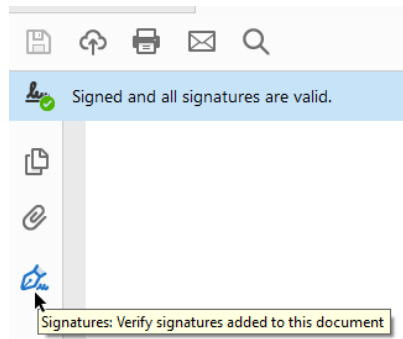 Signed and all signatures are valid.
Signatures: Verify signatures added to this document